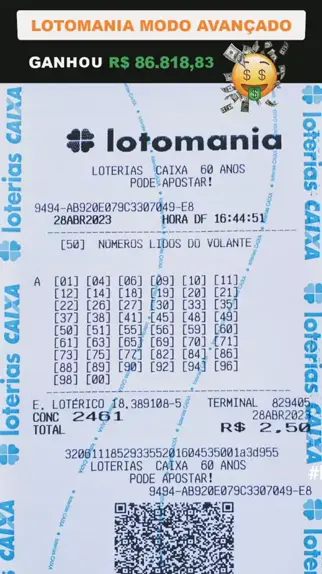 LOTOMANIA MODO AVANÇADO
GANHOU R$ 86.818,83
lotomania
LOTERIAS CAIXA 60 ANOS
PODE APOSTAR!
9494-AB920E079C3307049-E8
28ABR2023 HORA DF 16:44:51
[50] NÚMEROS LIDOS DO VOLANTE
A [01] [04] [06] [09] [10] [11]
[12] [14] [18] [19] [20] [21]
[22] [26] [27] [30] [33] [35]
[37] [38] [41] [45] [48] [49]
[50] [51] [55] [56] [59] [60]
[61] [63] [65] [69] [70] [71]
[73] [75] [77] [82] [84] [86]
[88] [89] [90] [92] [94] [96]
[98] [00]
E. LOTÉRICO 18.389108-5 TERMINAL 829405
CONC 2461 28ABR2023
TOTAL R$ 2,50
320611185293355201604535001a3d955
LOTERIAS CAIXA 60 ANOS
PODE APOSTAR!
9494-AB920E079C3307049-E8
loterias CAIXA
loterias CAIXA
loterias CAIXA
loterias CAIXA